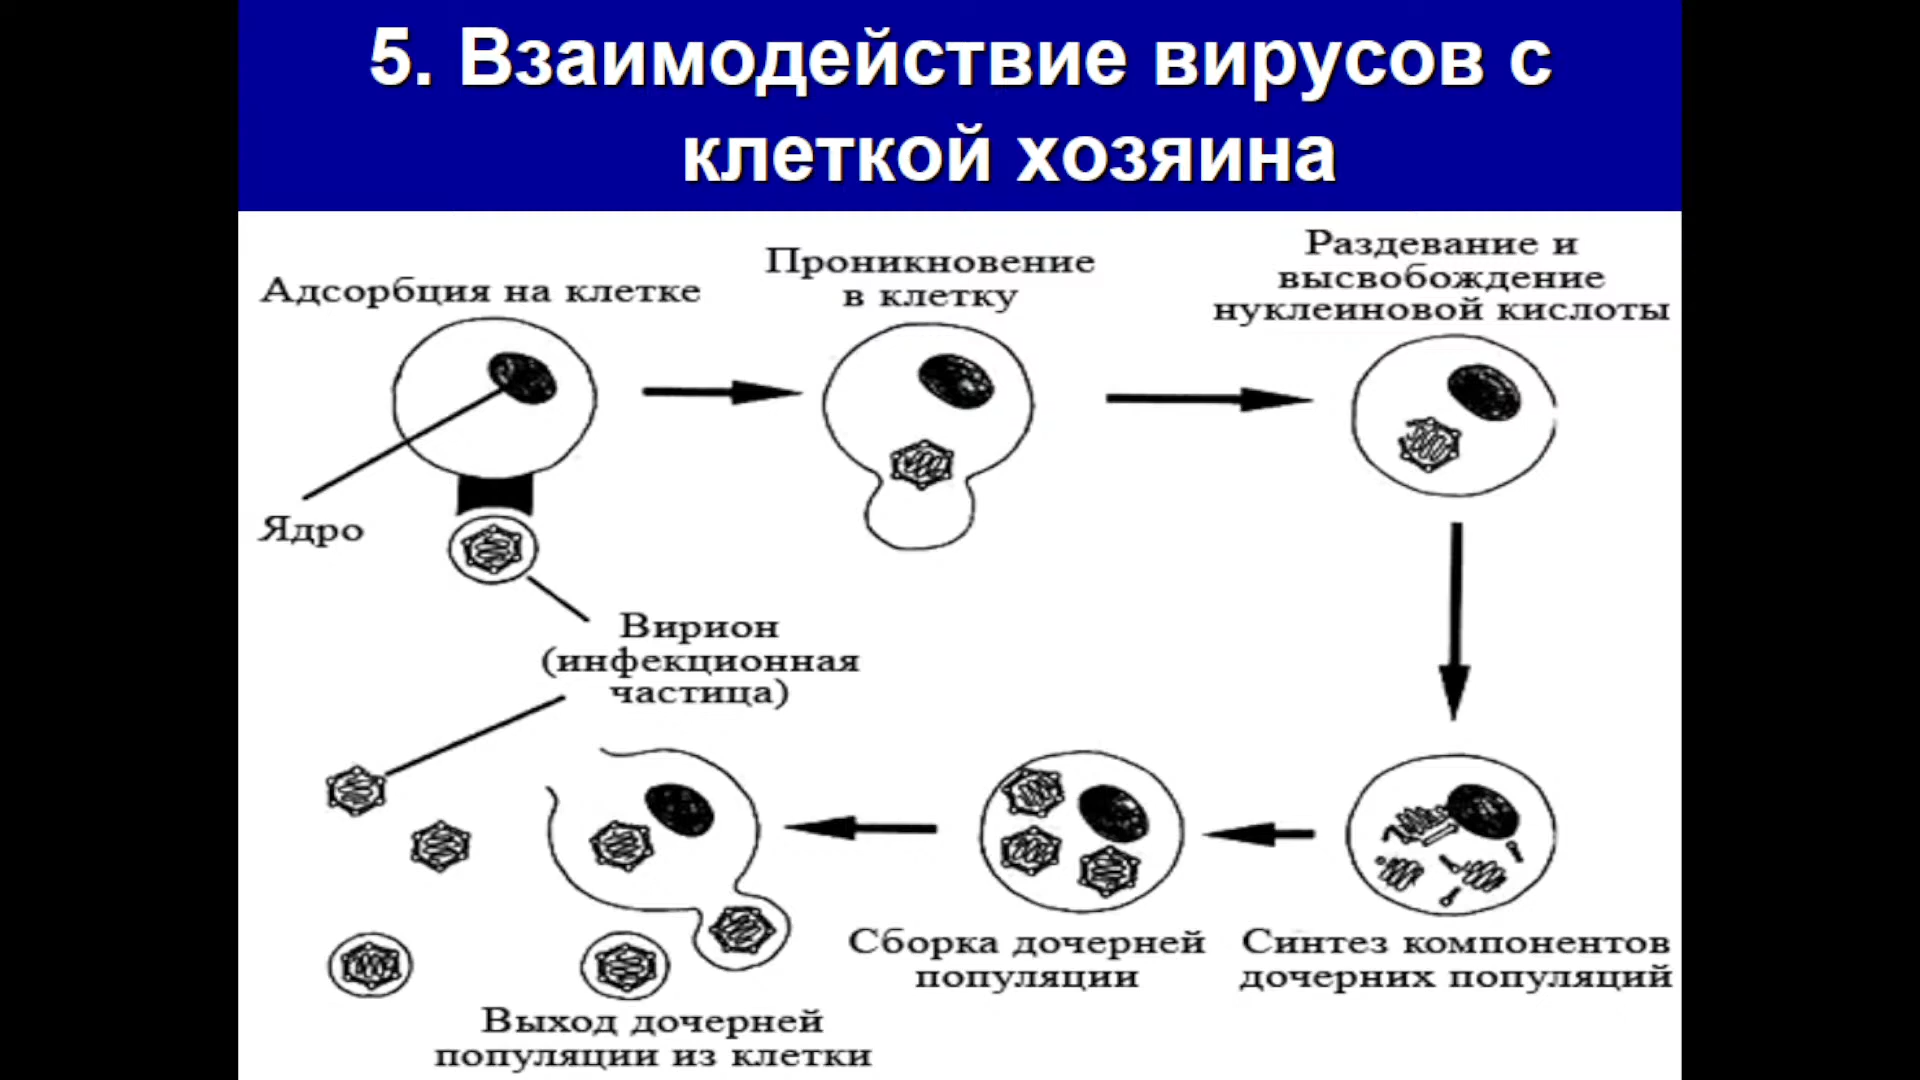 5. Взаимодействие вирусов с
клеткой хозяина
Адсорбция на клетке
Проникновение
в клетку
Раздевание и
высвобождение
нуклеиновой кислоты
Ядро
Вирион
(инфекционная
частица)
Сборка дочерней
популяции
Синтез компонентов
дочерних популяций
Выход дочерней
популяции из клетки